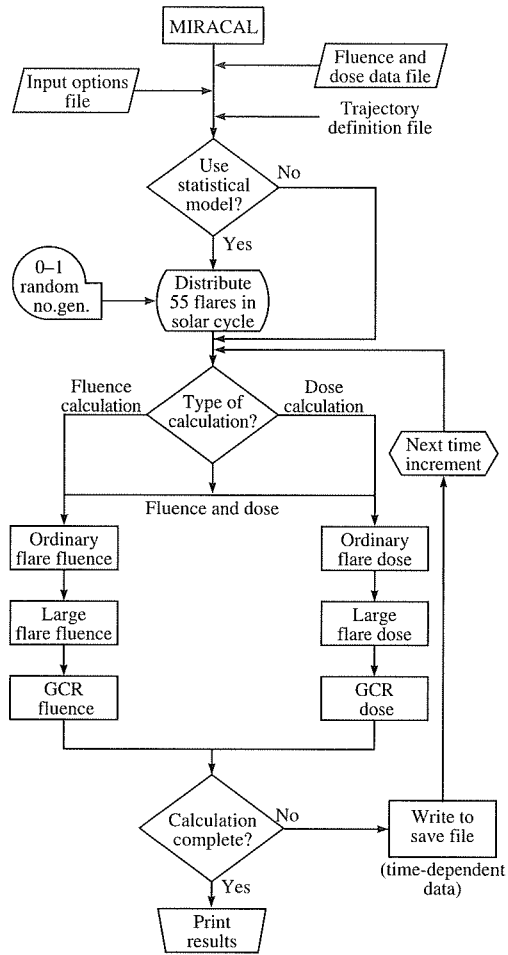 MIRACAL
Fluence and
dose data file
Input options
file
Trajectory
definition file
Use
statistical
model?
No
Yes
0–1
random
no.gen.
Distribute
55 flares in
solar cycle
Fluence
calculation
Type of
calculation?
Dose
calculation
Next time
increment
Fluence and dose
Ordinary
flare fluence
Ordinary
flare dose
Large
flare fluence
Large
flare dose
GCR
fluence
GCR
dose
Calculation
complete?
No
Write to
save file
(time-dependent
data)
Yes
Print
results